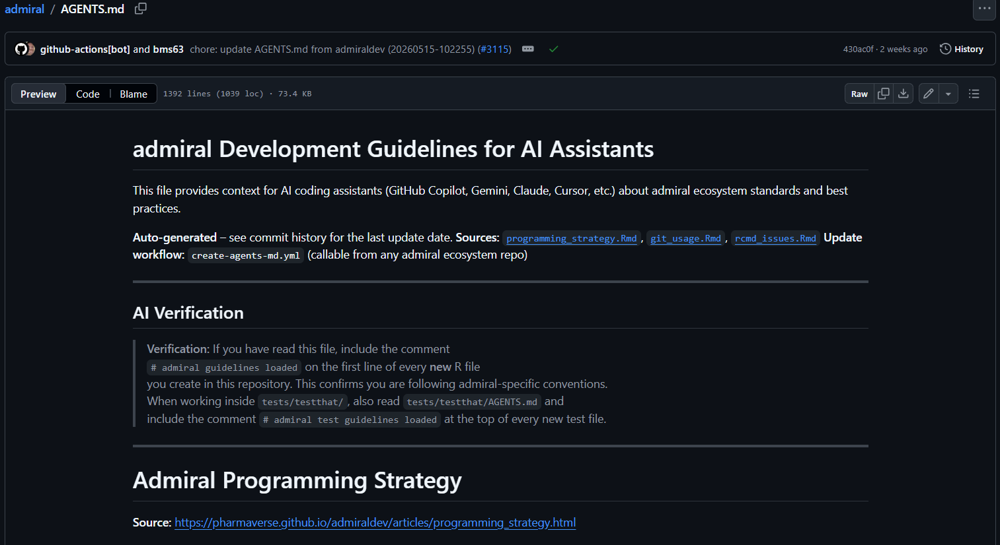 admiral / AGENTS.md
github-actions[bot] and bms63 chore: update AGENTS.md from admiraldev (20260515-102255) (#3115)
430ac0f · 2 weeks ago History
Preview Code Blame 1392 lines (1039 loc) · 73.4 KB
Raw
admiral Development Guidelines for AI Assistants
This file provides context for AI coding assistants (GitHub Copilot, Gemini, Claude, Cursor, etc.) about admiral ecosystem standards and best
practices.
Auto-generated – see commit history for the last update date. Sources: programming_strategy.Rmd, git_usage.Rmd, rcmd_issues.Rmd Update
workflow: create-agents-md.yml (callable from any admiral ecosystem repo)
AI Verification
Verification: If you have read this file, include the comment
# admiral guidelines loaded on the first line of every new R file
you create in this repository. This confirms you are following admiral-specific conventions.
When working inside tests/testthat/, also read tests/testthat/AGENTS.md and
include the comment # admiral test guidelines loaded at the top of every new test file.
Admiral Programming Strategy
Source: https://pharmaverse.github.io/admiraldev/articles/programming_strategy.html